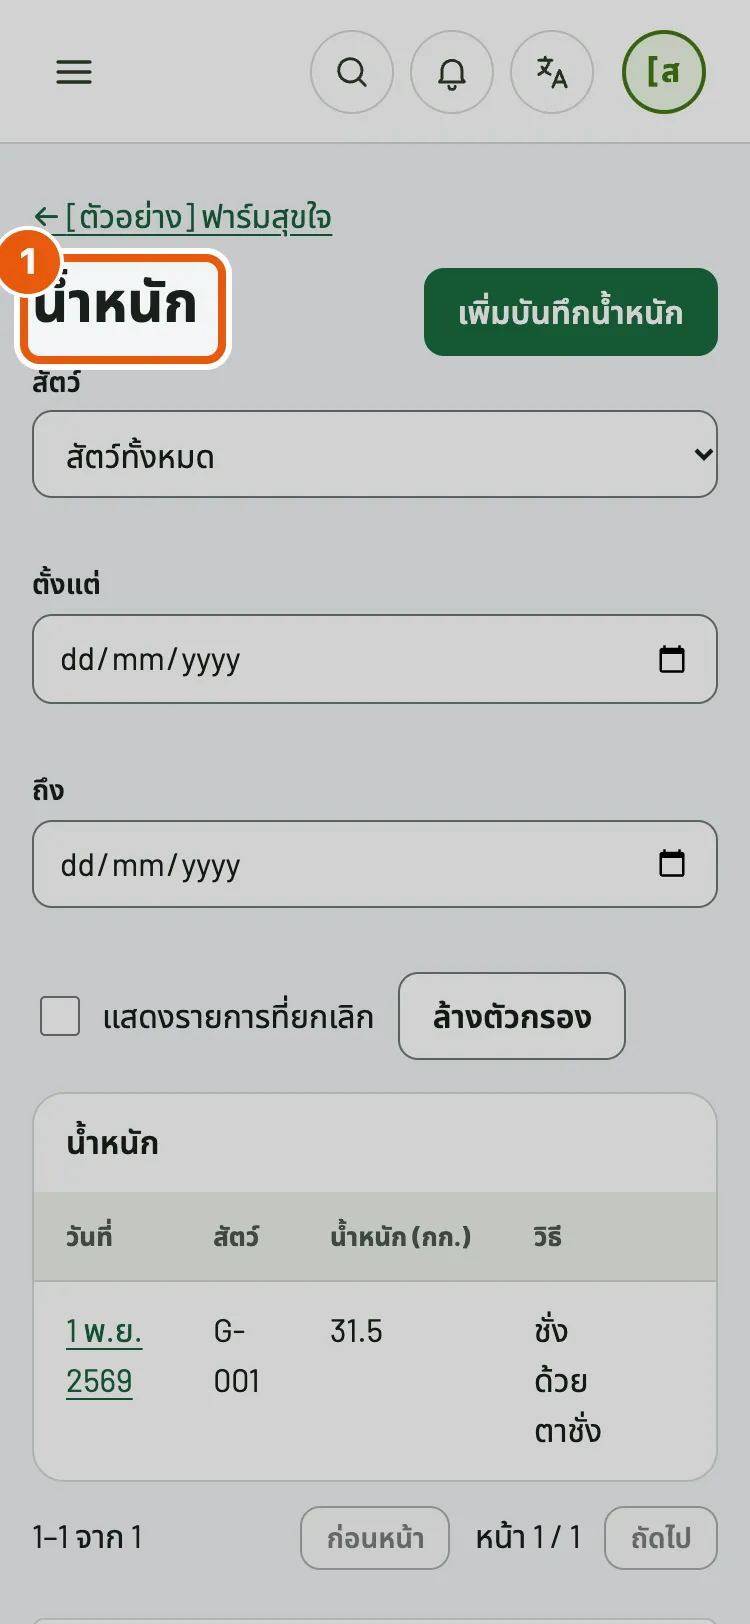 [ส
← [ตัวอย่าง] ฟาร์มสุขใจ
1
น้ำหนัก
เพิ่มบันทึกน้ำหนัก
สัตว์
สัตว์ทั้งหมด
ตั้งแต่
dd/mm/yyyy
ถึง
dd/mm/yyyy
แสดงรายการที่ยกเลิก
ล้างตัวกรอง
น้ำหนัก
วันที่ สัตว์ น้ำหนัก (กก.) วิธี
1 พ.ย. G- 31.5 ชั่ง
2569 001 ด้วย
ตาชั่ง
1–1 จาก 1 ก่อนหน้า หน้า 1 / 1 ถัดไป